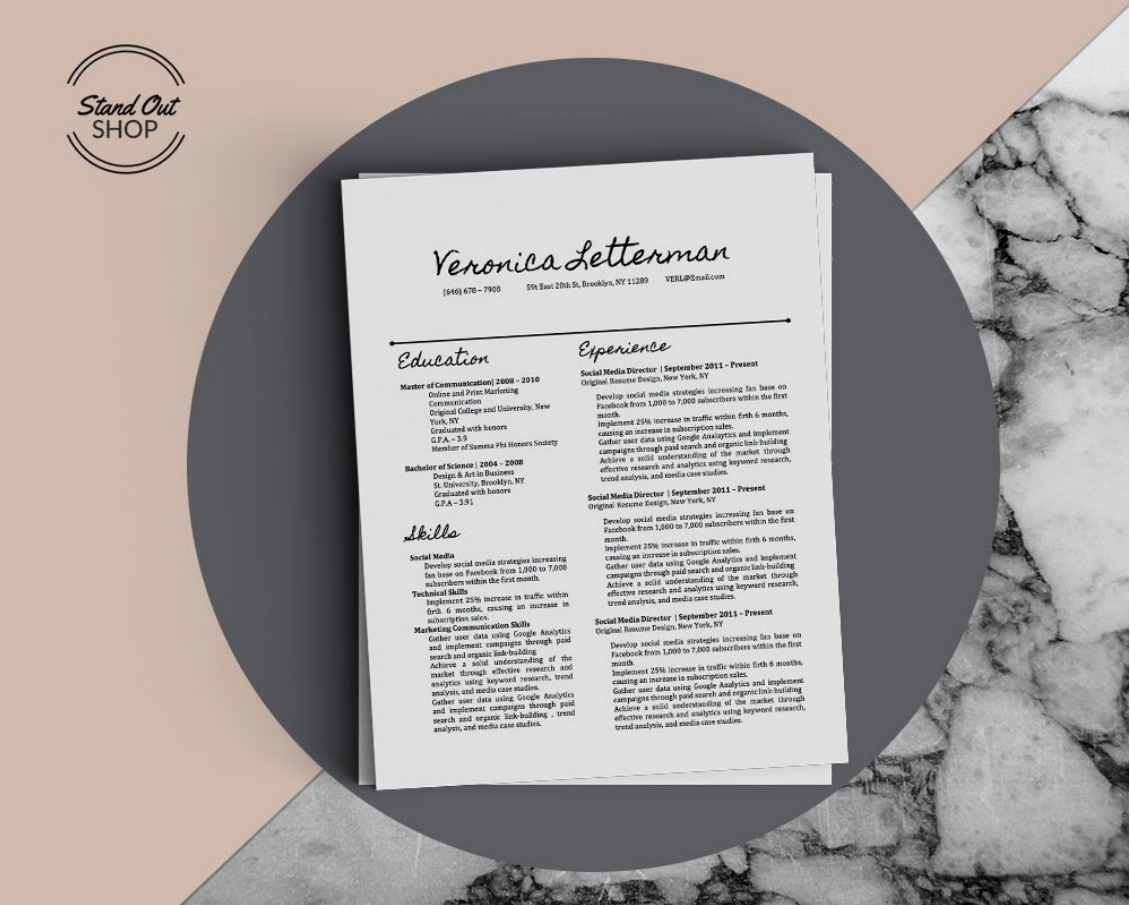 Stand Out
SHOP
Veronica Letterman
(646) 678 – 7908 59t East 20th St, Brooklyn, NY 11289 VERL@Email.com
Education
Master of Communication| 2008 – 2010
Online and Print Marketing
Communication
Original College and University, New
York, NY
Graduated with honors
G.P.A. – 3.9
Member of Summa Phi Honors Society
Bachelor of Science | 2004 – 2008
Design & Art in Business
St. University, Brooklyn, NY
Graduated with honors
G.P.A – 3.91
Skills
Social Media
Develop social media strategies increasing
fan base on Facebook from 1,000 to 7,000
subscribers within the first month.
Technical Skills
Implement 25% increase in traffic within
firth 6 months, causing an increase in
subscription sales.
Marketing Communication Skills
Gather user data using Google Analytics
and implement campaigns through paid
search and organic link-building
Achieve a solid understanding of the
market through effective research and
analytics using keyword research, trend
analysis, and media case studies.
Gather user data using Google Analytics
and implement campaigns through paid
search and organic link-building , trend
analysis, and media case studies.
Experience
Social Media Director | September 2011 – Present
Original Resume Design, New York, NY
Develop social media strategies increasing fan base on
Facebook from 1,000 to 7,000 subscribers within the first
month.
Implement 25% increase in traffic within firth 6 months,
causing an increase in subscription sales.
Gather user data using Google Analaytics and implement
campaigns through paid search and organic link-building
Achieve a solid understanding of the market through
effective research and analytics using keyword research,
trend analysis, and media case studies.
Social Media Director | September 2011 – Present
Original Resume Design, New York, NY
Develop social media strategies increasing fan base on
Facebook from 1,000 to 7,000 subscribers within the first
month.
Implement 25% increase in traffic within firth 6 months,
causing an increase in subscription sales.
Gather user data using Google Analytics and implement
campaigns through paid search and organic link-building
Achieve a solid understanding of the market through
effective research and analytics using keyword research,
trend analysis, and media case studies.
Social Media Director | September 2011 – Present
Original Resume Design, New York, NY
Develop social media strategies increasing fan base on
Facebook from 1,000 to 7,000 subscribers within the first
month.
Implement 25% increase in traffic within firth 6 months,
causing an increase in subscription sales.
Gather user data using Google Analytics and implement
campaigns through paid search and organic link-building
Achieve a solid understanding of the market through
effective research and analytics using keyword research,
trend analysis, and media case studies.